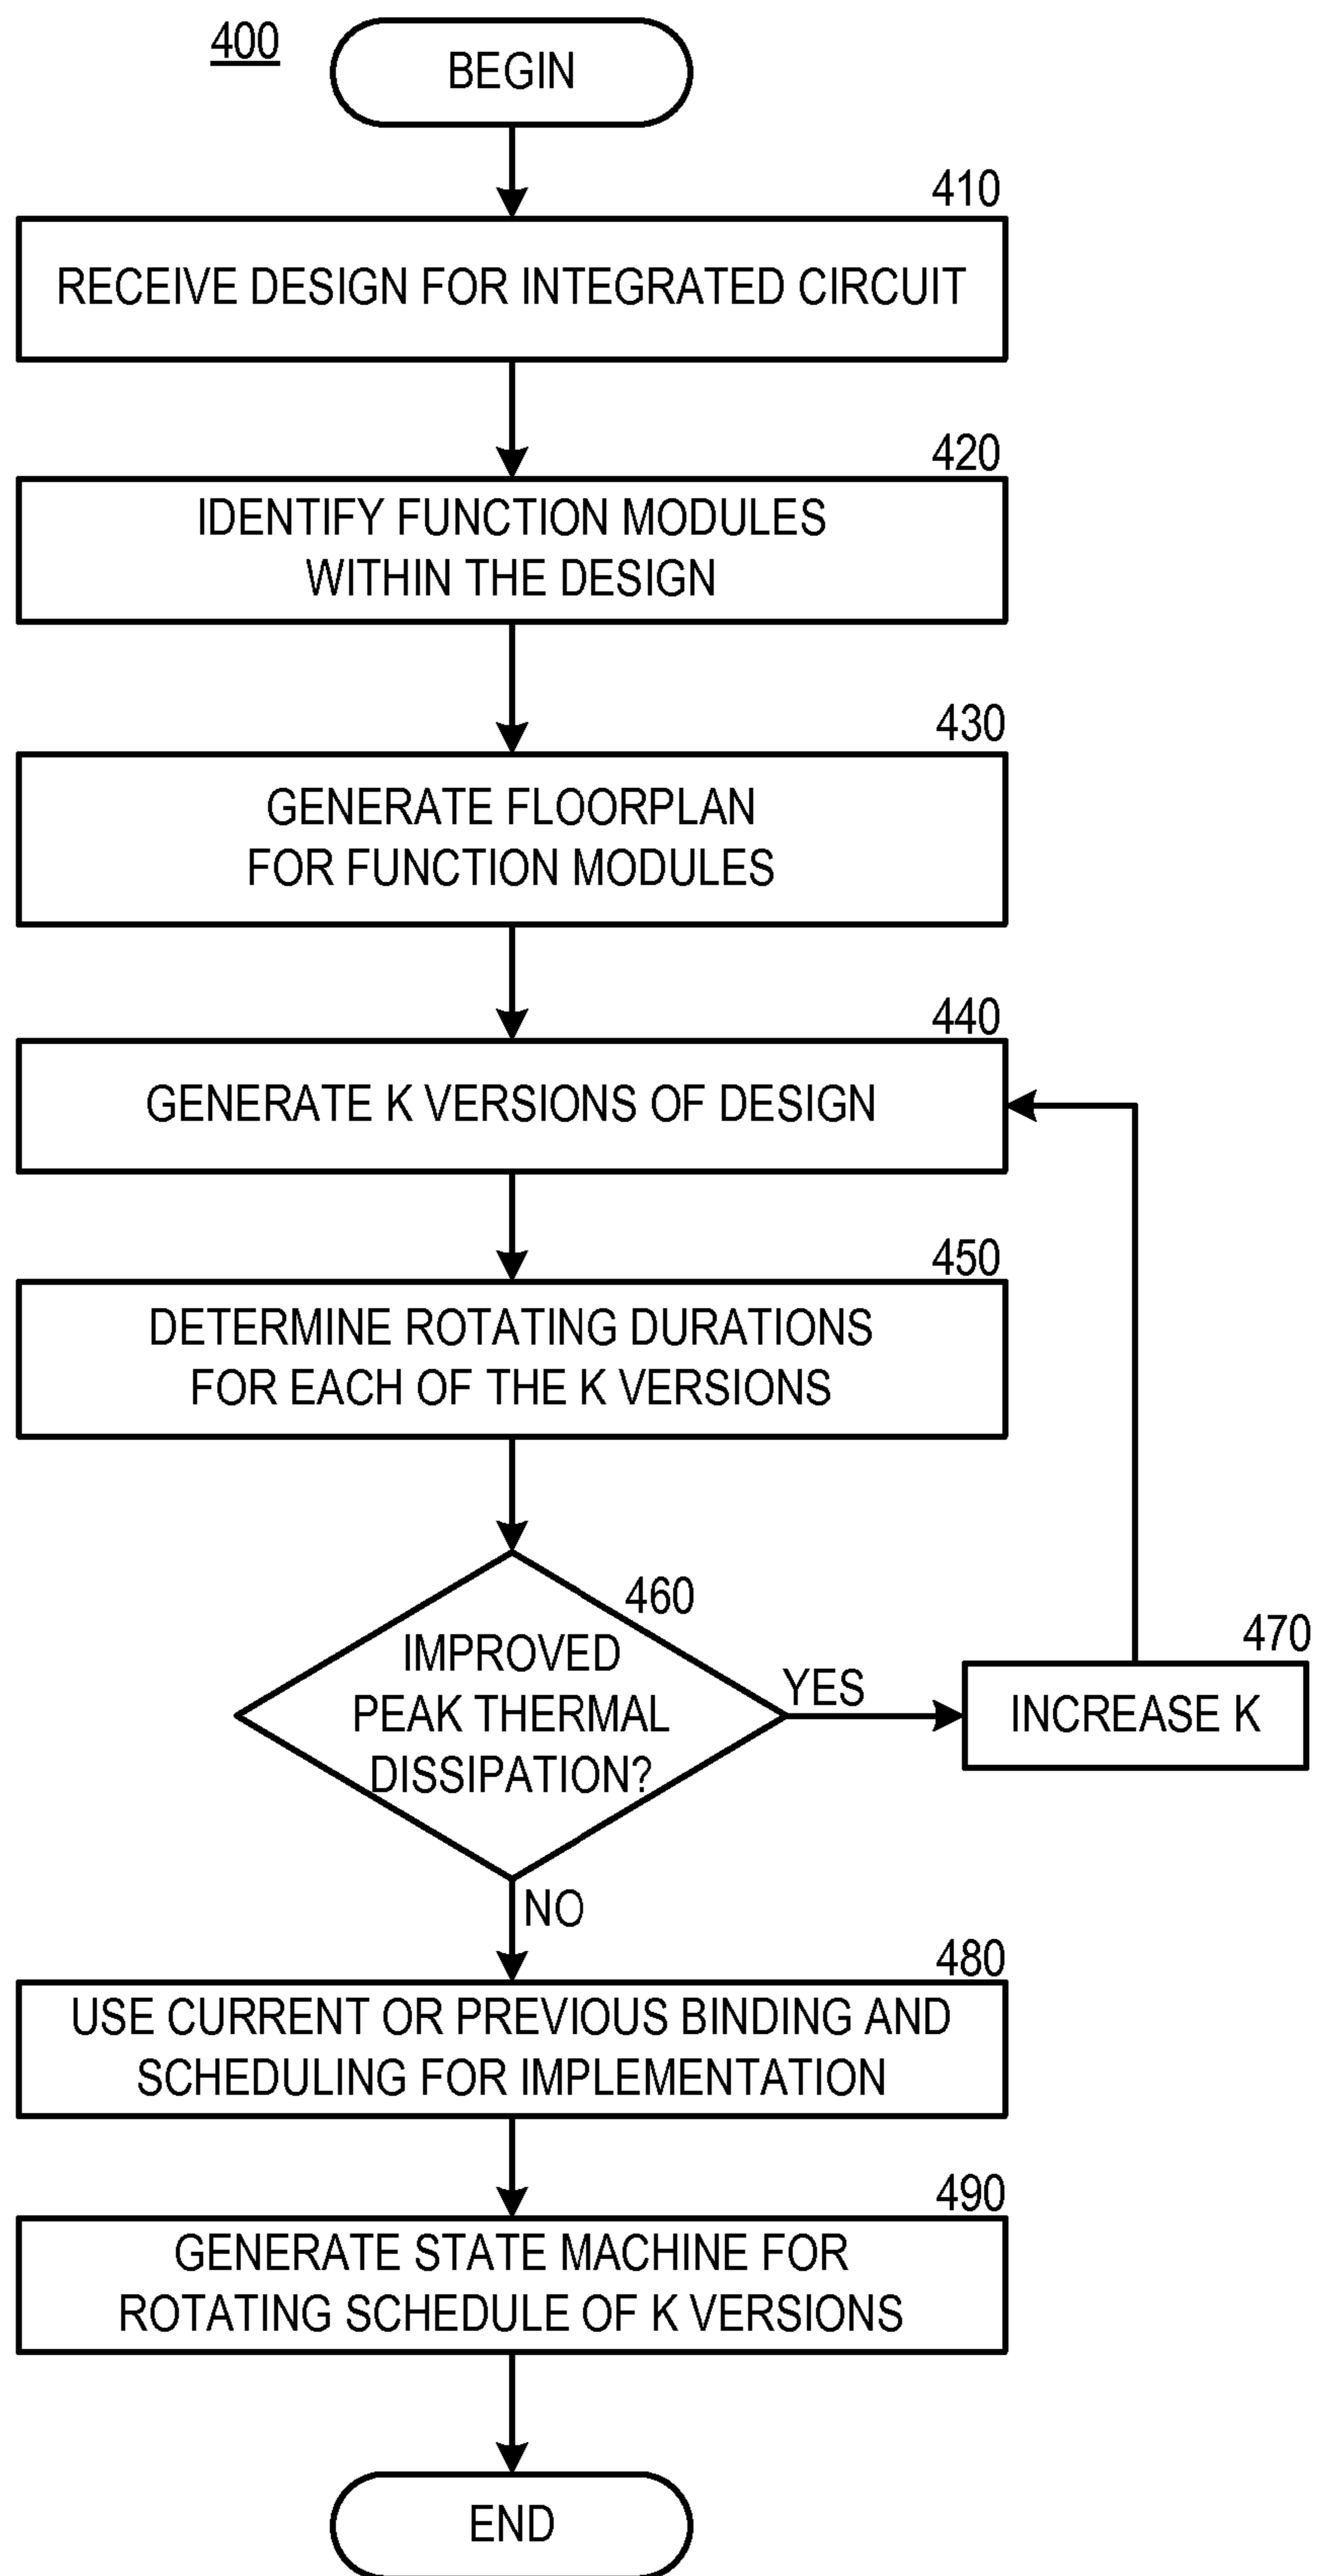 400
BEGIN
410
RECEIVE DESIGN FOR INTEGRATED CIRCUIT
420
IDENTIFY FUNCTION MODULES
WITHIN THE DESIGN
430
GENERATE FLOORPLAN
FOR FUNCTION MODULES
440
GENERATE K VERSIONS OF DESIGN
450
DETERMINE ROTATING DURATIONS
FOR EACH OF THE K VERSIONS
460
IMPROVED
PEAK THERMAL
DISSIPATION?
YES
470
INCREASE K
NO
480
USE CURRENT OR PREVIOUS BINDING AND
SCHEDULING FOR IMPLEMENTATION
490
GENERATE STATE MACHINE FOR
ROTATING SCHEDULE OF K VERSIONS
END